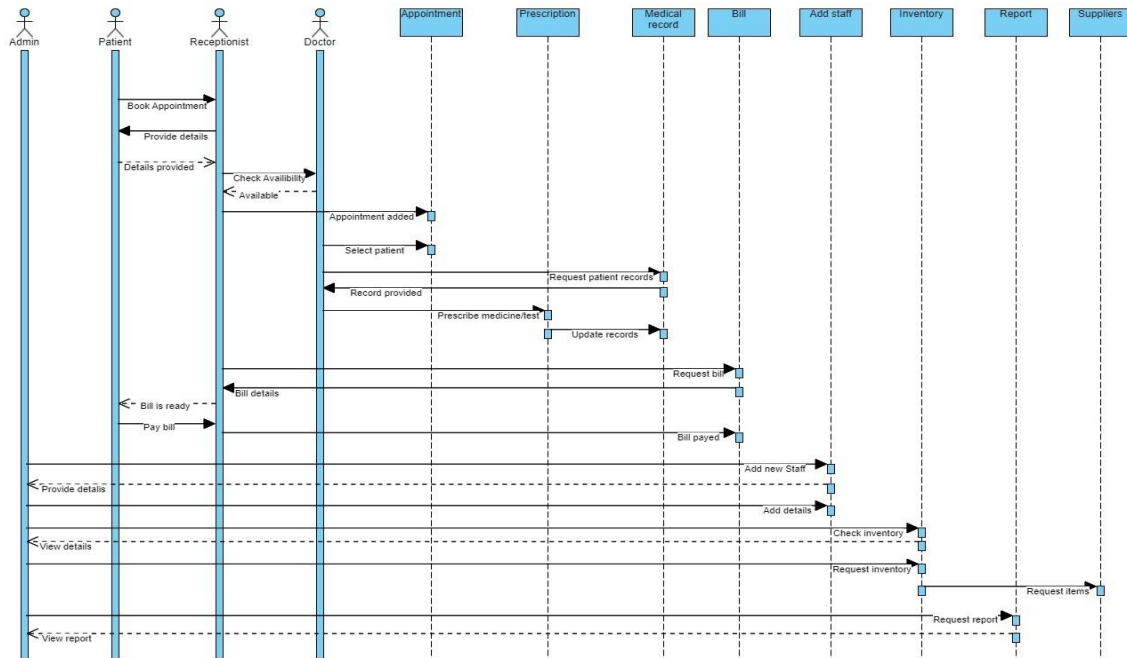 Appointment
Prescription
Medical
record
Bill
Add staff
Inventory
Report
Suppliers
Admin
Patient
Receptionist
Doctor
Book Appointment
Provide details
Details provided
Check Availibility
Available
Appointment added
Select patient
Request patient records
Record provided
Prescribe medicine/test
Update records
Request bill
Bill details
Bill is ready
Pay bill
Bill payed
Add new Staff
Provide details
Add details
Check inventory
View details
Request inventory
Request items
Request report
View report